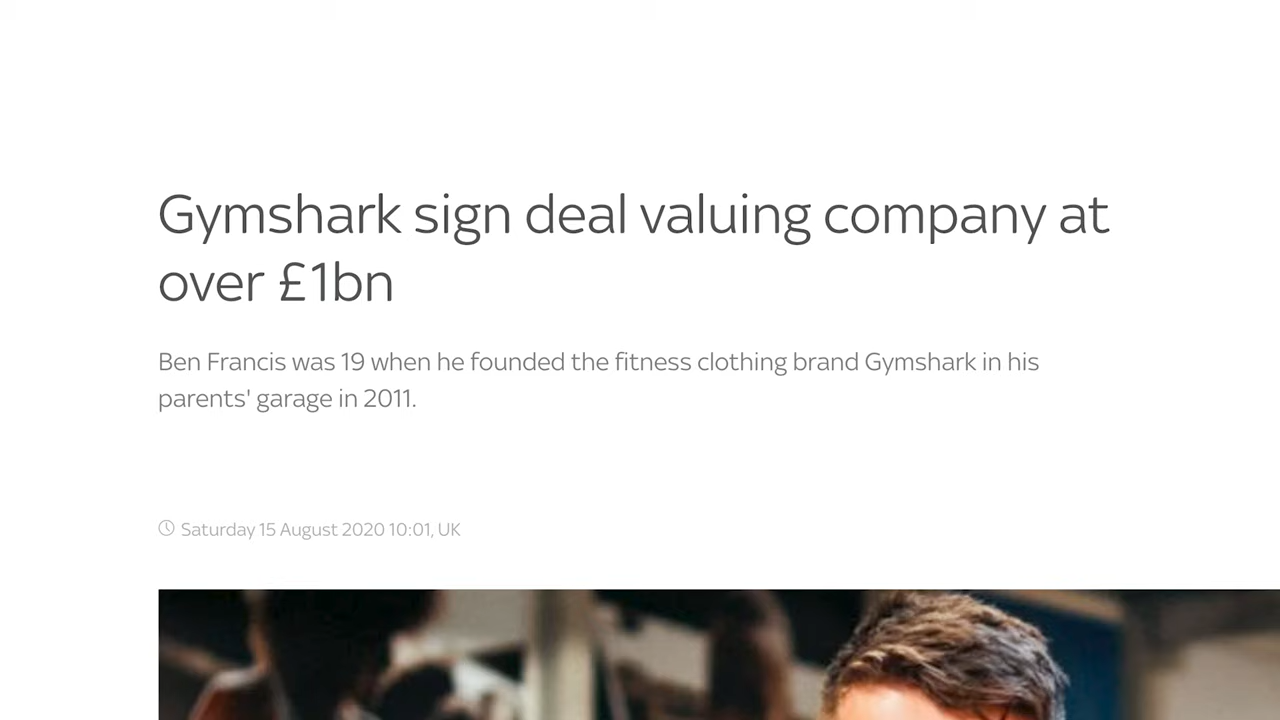 Gymshark sign deal valuing company at
over £1bn
Ben Francis was 19 when he founded the fitness clothing brand Gymshark in his
parents' garage in 2011.
Saturday 15 August 2020 10:01, UK